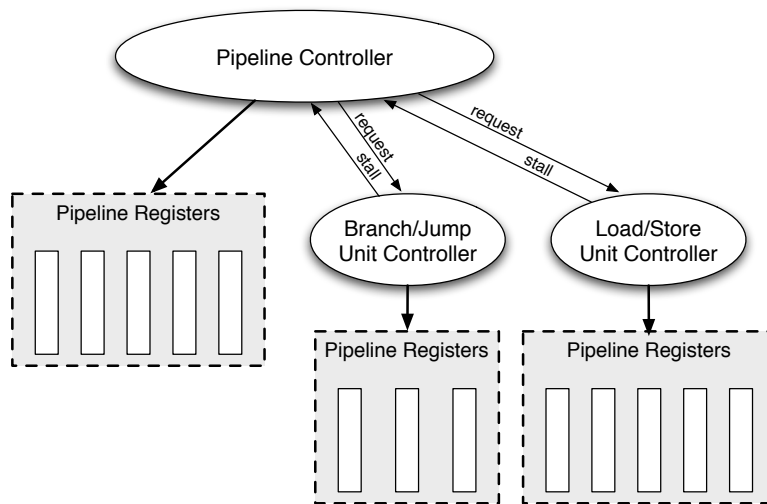 Pipeline Controller
request
stall
request
stall
Pipeline Registers
Branch/Jump
Unit Controller
Load/Store
Unit Controller
Pipeline Registers
Pipeline Registers